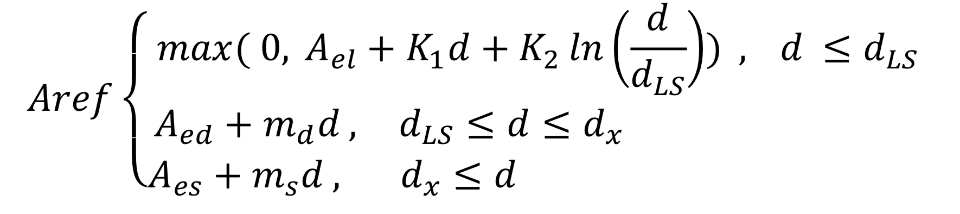 Aref { max( 0, A_el + K_1 d + K_2 ln(d/d_LS)) , d ≤ d_LS
A_ed + m_d d , d_LS ≤ d ≤ d_x
A_es + m_s d , d_x ≤ d